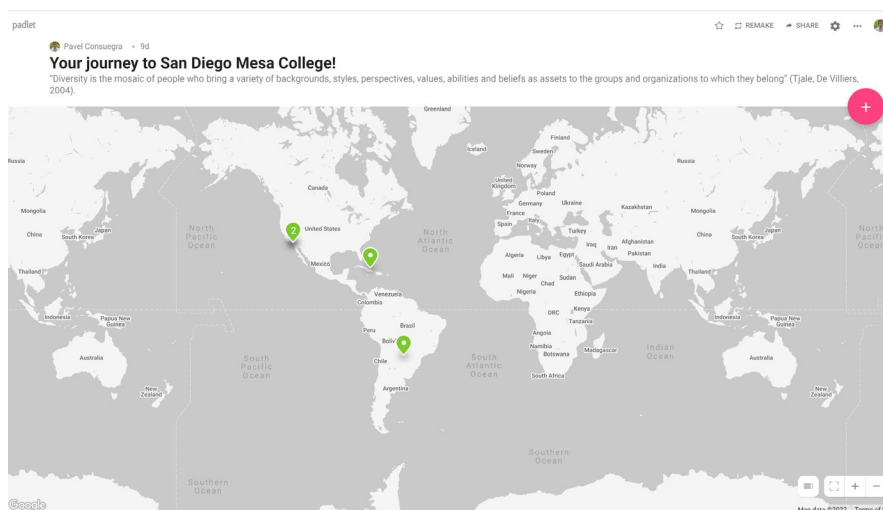 padlet
REMAKE
SHARE
Pavel Consuegra • 9d
Your journey to San Diego Mesa College!
"Diversity is the mosaic of people who bring a variety of backgrounds, styles, perspectives, values, abilities and beliefs as assets to the groups and organizations to which they belong" (Tjale, De Villiers,
2004).
+
Greenland
Iceland
Finland
Sweden
Norway
Russia
Russia
United
Kingdom
Canada
Poland
Germany
Ukraine
Kazakhstan
Mongolia
Mongolia
France
Italy
Spain
Turkey
2
United States
North
Pacific
Ocean
North
Atlantic
Ocean
China
South Korea
Japan
China
South Korea
Japan
Iraq
Iran
Afghanistan
Pakistan
Algeria
Libya
Egypt
Saudi Arabia
Mexico
India
Thailand
Thailand
Mali
Niger
Chad
Sudan
Nigeria
Ethiopia
Venezuela
Colombia
Kenya
DRC
Tanzania
Indonesia
Papua New
Guinea
Indonesia
Papua New
Guinea
Peru
Brazil
Angola
Namibia
Botswana
Madagascar
Indian
Ocean
Australia
Australia
South
Pacific
Ocean
Chile
South
Atlantic
Ocean
South Africa
Argentina
New
Zealand
New
Zealand
Southern
Ocean
Southern
Ocean
+
−
Google
Map data ©2022